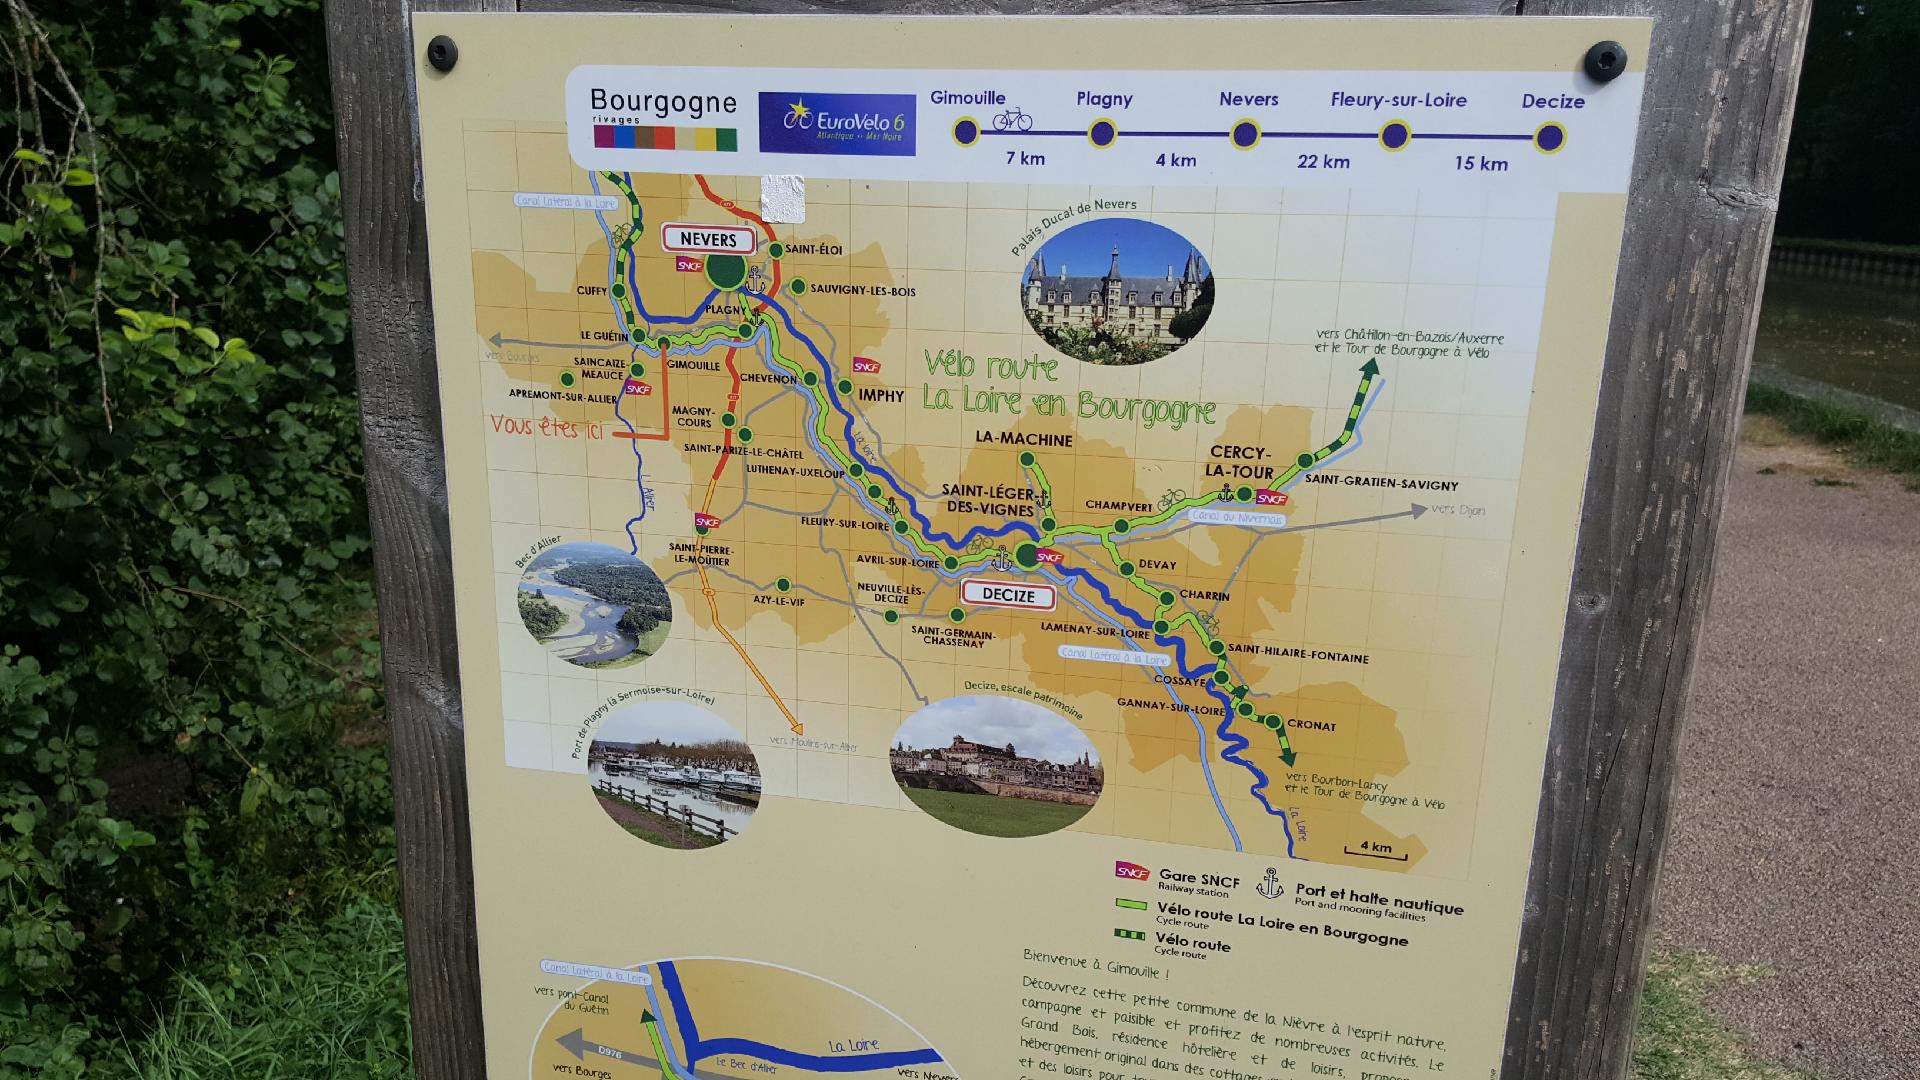 Bourgogne
rivages
EuroVelo 6
Atlantique - Mer Noire
Gimouille
Plagny
Nevers
Fleury-sur-Loire
Decize
7 km
4 km
22 km
15 km
Canal latéral à la Loire
NEVERS
SNCF
SAINT-ÉLOI
SAUVIGNY-LES-BOIS
CUFFY
PLAGNY
LE GUÉTIN
vers Bourges
GIMOUILLE
SAINCAIZE-
MEAUCE
SNCF
APREMONT-SUR-ALLIER
Vous êtes ici
CHEVENON
SNCF
IMPHY
MAGNY-
COURS
SAINT-PARIZE-LE-CHÂTEL
LUTHENAY-UXELOUP
La Loire
L'Allier
Palais Ducal de Nevers
Vélo route
La Loire en Bourgogne
vers Châtillon-en-Bazois/Auxerre
et le Tour de Bourgogne à Vélo
LA-MACHINE
CERCY-
LA-TOUR
SNCF
SAINT-GRATIEN-SAVIGNY
SAINT-LÉGER-
DES-VIGNES
CHAMPVERT
Canal du Nivernais
vers Dijon
FLEURY-SUR-LOIRE
SNCF
SAINT-PIERRE-
LE-MOÛTIER
AVRIL-SUR-LOIRE
SNCF
DECIZE
DEVAY
CHARRIN
Bec d'Allier
AZY-LE-VIF
NEUVILLE-LÈS-
DECIZE
SAINT-GERMAIN-
CHASSENAY
LAMENAY-SUR-LOIRE
Canal latéral à la Loire
SAINT-HILAIRE-FONTAINE
COSSAYE
GANNAY-SUR-LOIRE
CRONAT
Port de Plagny (à Sermoise-sur-Loire)
vers Moulins-sur-Allier
Decize, escale patrimoine
vers Bourbon-Lancy
et le Tour de Bourgogne à Vélo
La Loire
4 km
SNCF
Gare SNCF
Railway station
Port et halte nautique
Port and mooring facilities
Vélo route La Loire en Bourgogne
Cycle route
Vélo route
Cycle route
Canal latéral à la Loire
vers pont-Canal
du Guétin
D976
vers Bourges
La Loire
Le Bec d'Allier
vers Nevers
Bienvenue à Gimouille !
Découvrez cette petite commune de la Nièvre à l'esprit nature,
campagne et paisible et profitez de nombreuses activités. Le
Grand Bois, résidence hôtelière et de loisirs,
hébergement original dans des cottages
et des loisirs pour